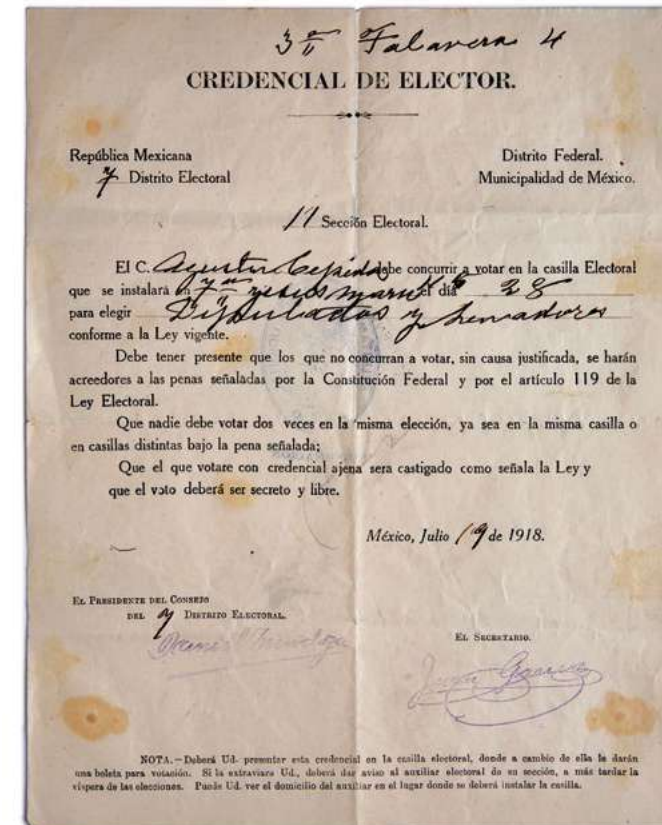 3a Talavera 4
CREDENCIAL DE ELECTOR.
República Mexicana
7 Distrito Electoral
Distrito Federal.
Municipalidad de México.
11 Sección Electoral.
El C. Agustin debe concurrir a votar en la casilla Electoral
que se instalará en 7a el día 28
para elegir Diputados y Senadores
conforme a la Ley vigente.
Debe tener presente que los que no concurran a votar, sin causa justificada, se harán
acreedores a las penas señaladas por la Constitución Federal y por el artículo 119 de la
Ley Electoral.
Que nadie debe votar dos veces en la misma elección, ya sea en la misma casilla o
en casillas distintas bajo la pena señalada;
Que el que votare con credencial ajena sera castigado como señala la Ley y
que el voto deberá ser secreto y libre.
México, Julio 19 de 1918.
EL PRESIDENTE DEL CONSEJO
DEL 7 DISTRITO ELECTORAL.
EL SECRETARIO.
NOTA.—Deberá Ud. presentar esta credencial en la casilla electoral, donde a cambio de ella le darán
una boleta para votación. Si la extraviare Ud., deberá dar aviso al auxiliar electoral de su sección, a más tardar la
víspera de las elecciones. Puede Ud. ver el domicilio del auxiliar en el lugar donde se deberá instalar la casilla.